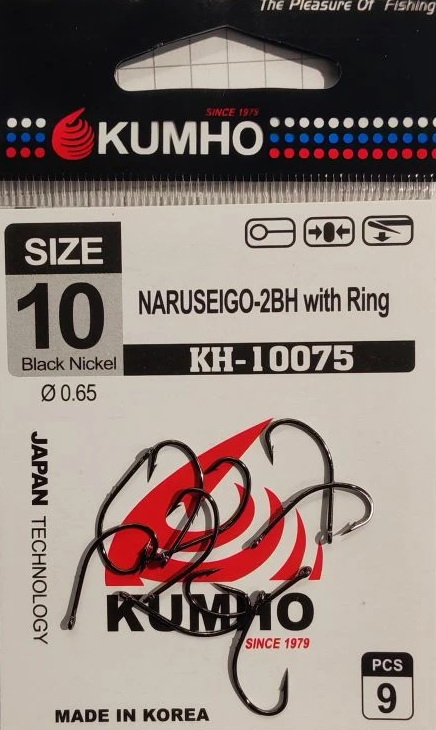 The Pleasure Of Fishing
SINCE 1975
KUMHO
SIZE
10
Black Nickel
NARUSEIGO-2BH with Ring
KH-10075
Ø 0.65
JAPAN TECHNOLOGY
KUMHO
SINCE 1979
PCS
9
MADE IN KOREA